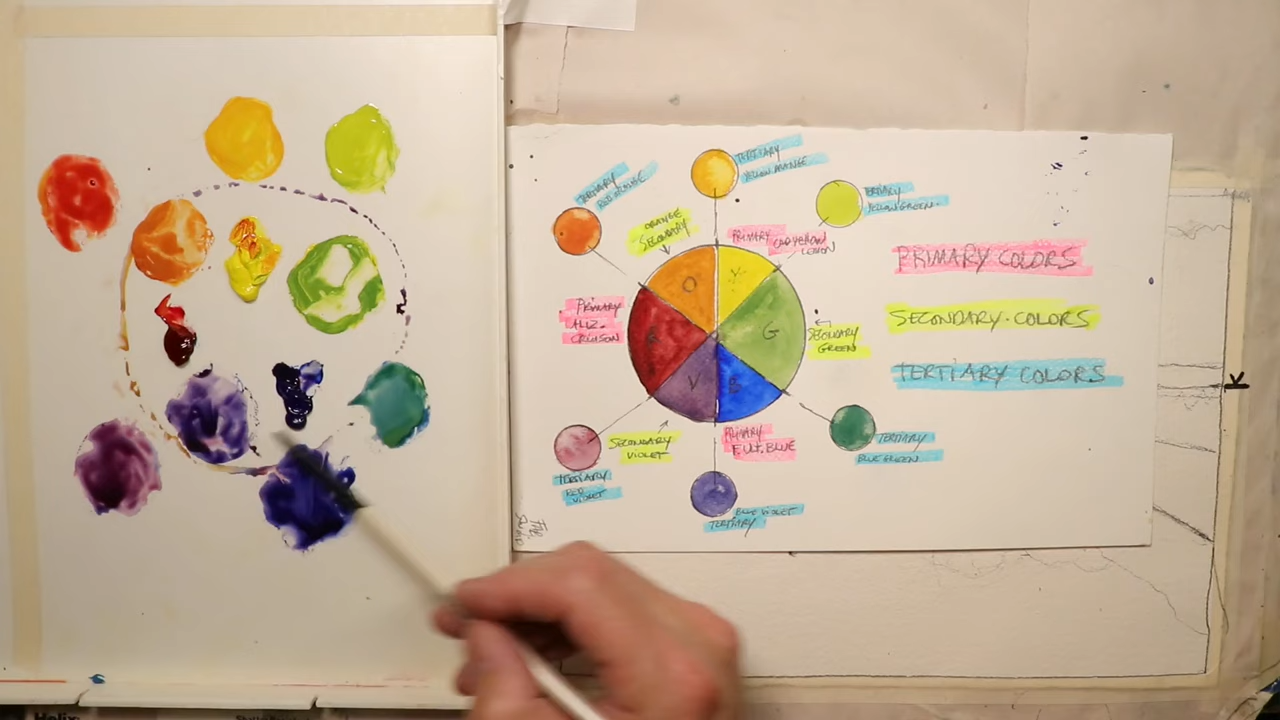 TERTIARY
YELLOW ORANGE
TERTIARY
RED ORANGE
TERTIARY
YELLOW GREEN
ORANGE
SECONDARY
PRIMARY
CAD YELLOW
LEMON
O
Y
PRIMARY
ALIZ.
CRIMSON
R
G
SECONDARY
GREEN
V
B
SECONDARY
VIOLET
PRIMARY
F. ULT. BLUE
TERTIARY
BLUE GREEN
TERTIARY
RED
VIOLET
BLUE VIOLET
TERTIARY
PRIMARY COLORS
SECONDARY COLORS
TERTIARY COLORS
K
Helix